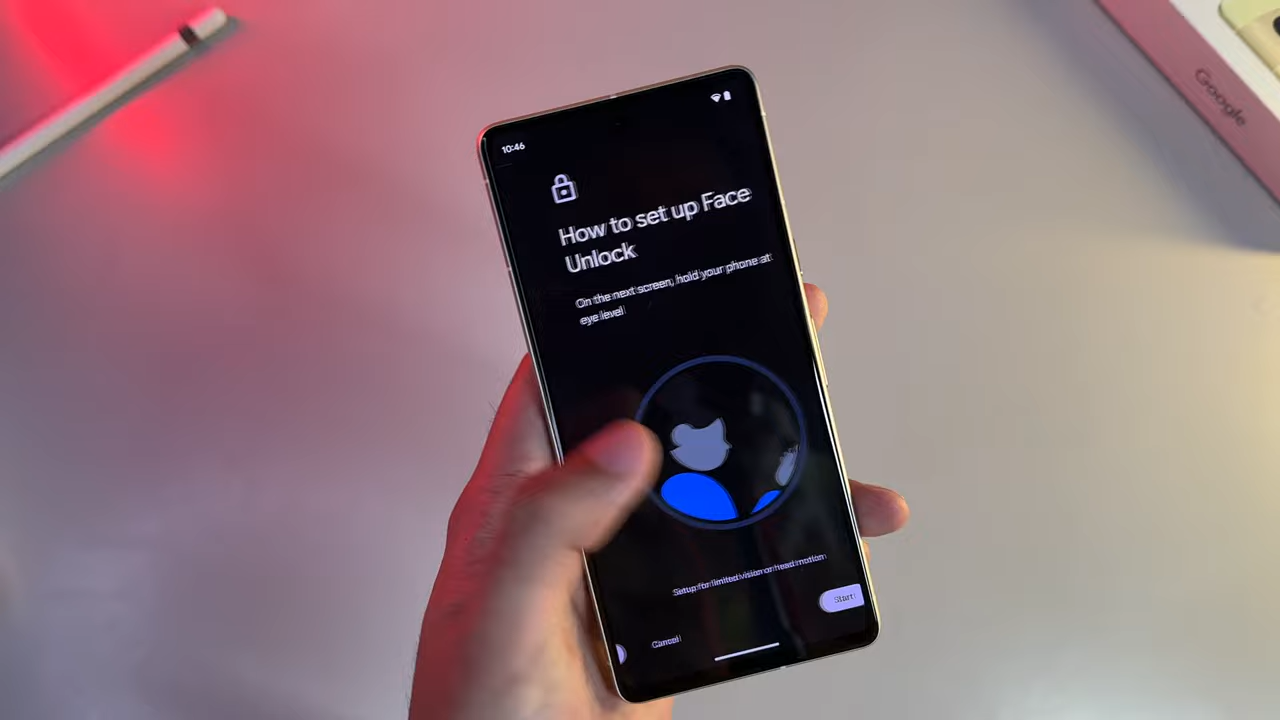 Google
10:46
How to set up Face
Unlock
On the next screen, hold your phone at
eye level
Setup for limited vision or head motion
Start
Cancel